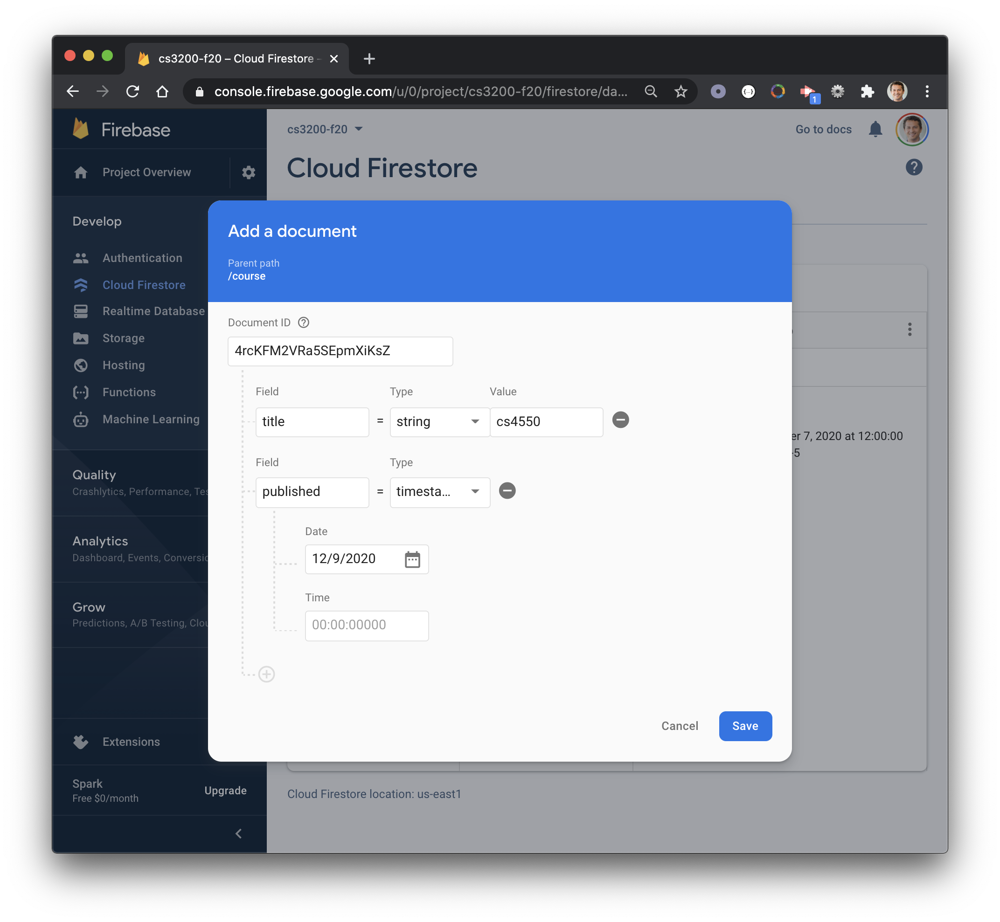 cs3200-f20 – Cloud Firestore –
console.firebase.google.com/u/0/project/cs3200-f20/firestore/da...
1
Firebase
cs3200-f20
Go to docs
Project Overview
Cloud Firestore
Develop
Authentication
Cloud Firestore
Realtime Database
Storage
Hosting
Functions
Machine Learning
Quality
Crashlytics, Performance, Tes
Analytics
Dashboard, Events, Conversio
Grow
Predictions, A/B Testing, Clou
Extensions
Spark
Free $0/month
Upgrade
Add a document
Parent path
/course
Document ID
4rcKFM2VRa5SEpmXiKsZ
Field Type Value
title = string cs4550
Field Type
published = timesta...
Date
12/9/2020
Time
00:00:00000
Cancel Save
er 7, 2020 at 12:00:00
-5
Cloud Firestore location: us-east1